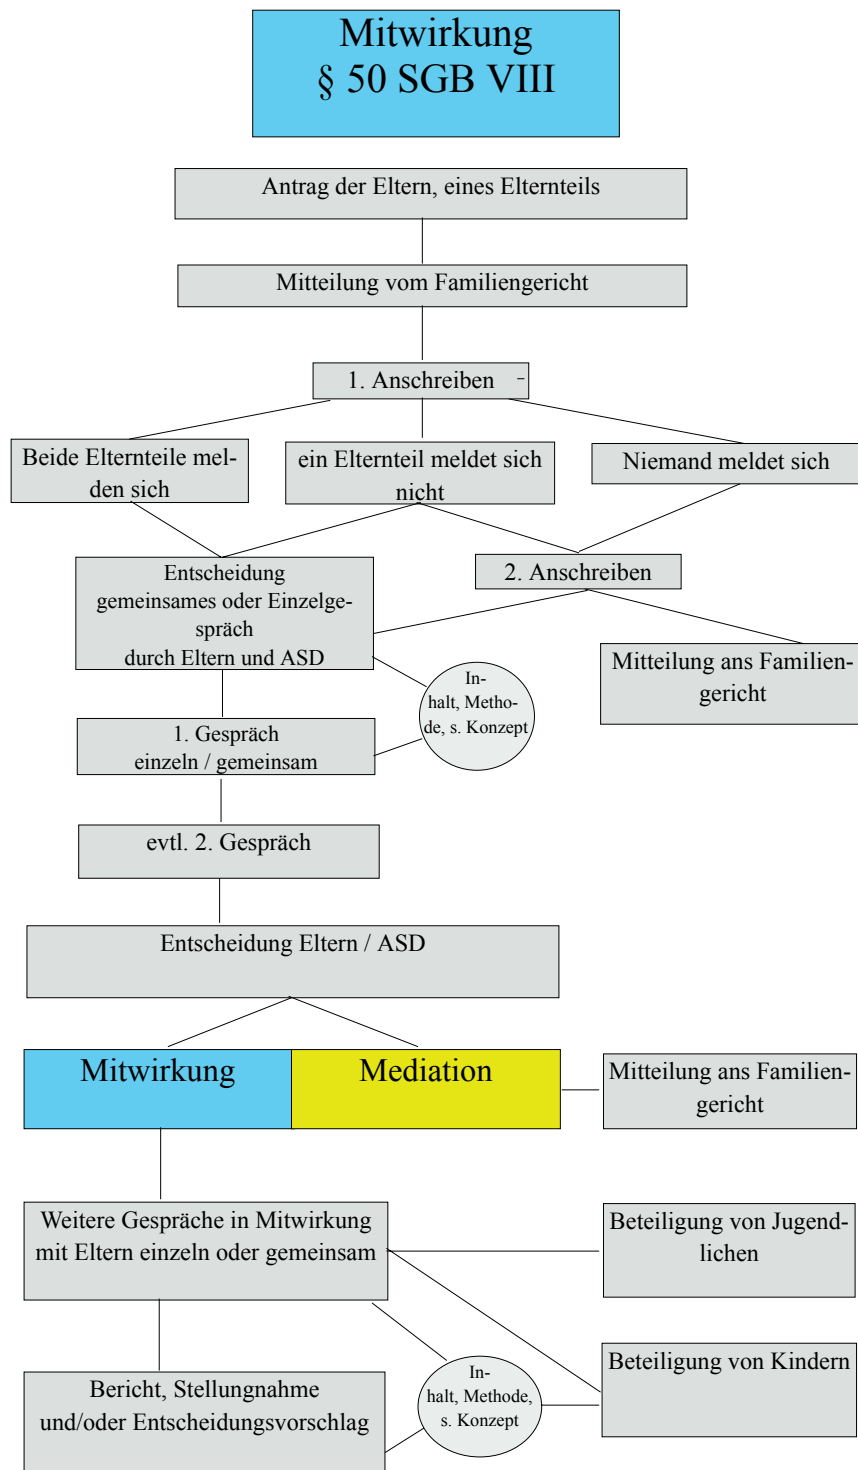 Mitwirkung
§ 50 SGB VIII
Antrag der Eltern, eines Elternteils
Mitteilung vom Familiengericht
1. Anschreiben -
Beide Elternteile mel-
den sich
ein Elternteil meldet sich
nicht
Niemand meldet sich
Entscheidung
gemeinsames oder Einzelge-
spräch
durch Eltern und ASD
2. Anschreiben
Mitteilung ans Familien-
gericht
In-
halt, Metho-
de, s. Konzept
1. Gespräch
einzeln / gemeinsam
evtl. 2. Gespräch
Entscheidung Eltern / ASD
Mitwirkung
Mediation
Mitteilung ans Familien-
gericht
Weitere Gespräche in Mitwirkung
mit Eltern einzeln oder gemeinsam
Beteiligung von Jugend-
lichen
Bericht, Stellungnahme
und/oder Entscheidungsvorschlag
In-
halt, Methode,
s. Konzept
Beteiligung von Kindern